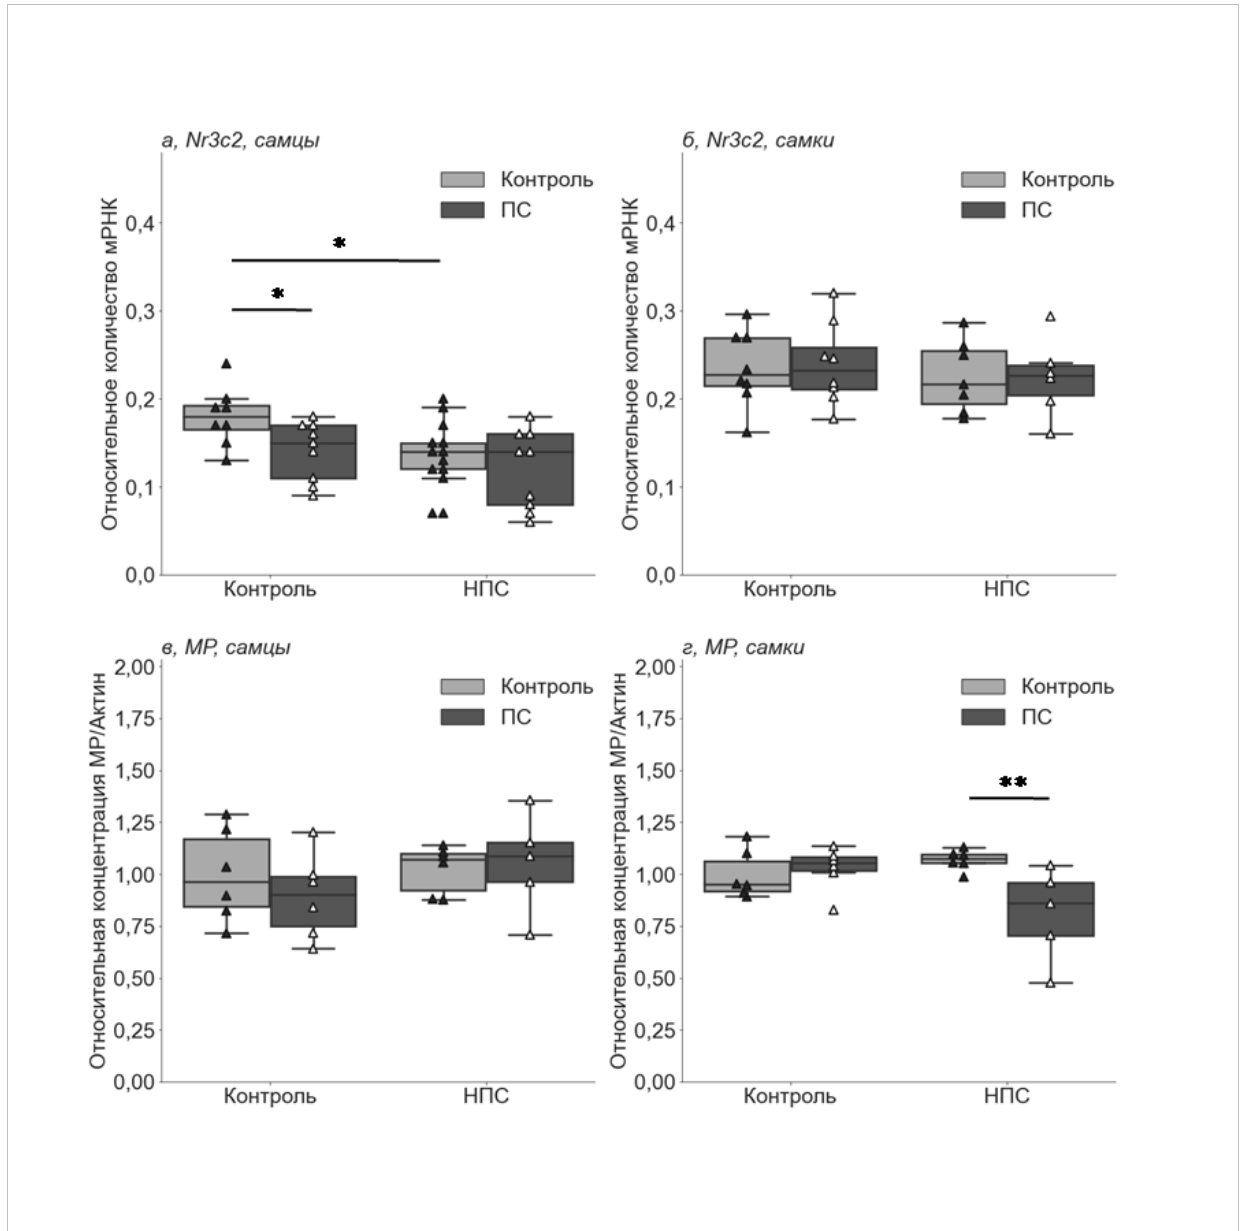 а, Nr3c2, самцы
Контроль
ПС
Относительное количество мРНК
0,4
0,3
0,2
0,1
0,0
*
*
Контроль
НПС
б, Nr3c2, самки
Контроль
ПС
Относительное количество мРНК
0,4
0,3
0,2
0,1
0,0
Контроль
НПС
в, МР, самцы
Контроль
ПС
Относительная концентрация МР/Актин
2,00
1,75
1,50
1,25
1,00
0,75
0,50
0,25
0,00
Контроль
НПС
г, МР, самки
Контроль
ПС
Относительная концентрация МР/Актин
2,00
1,75
1,50
1,25
1,00
0,75
0,50
0,25
0,00
**
Контроль
НПС